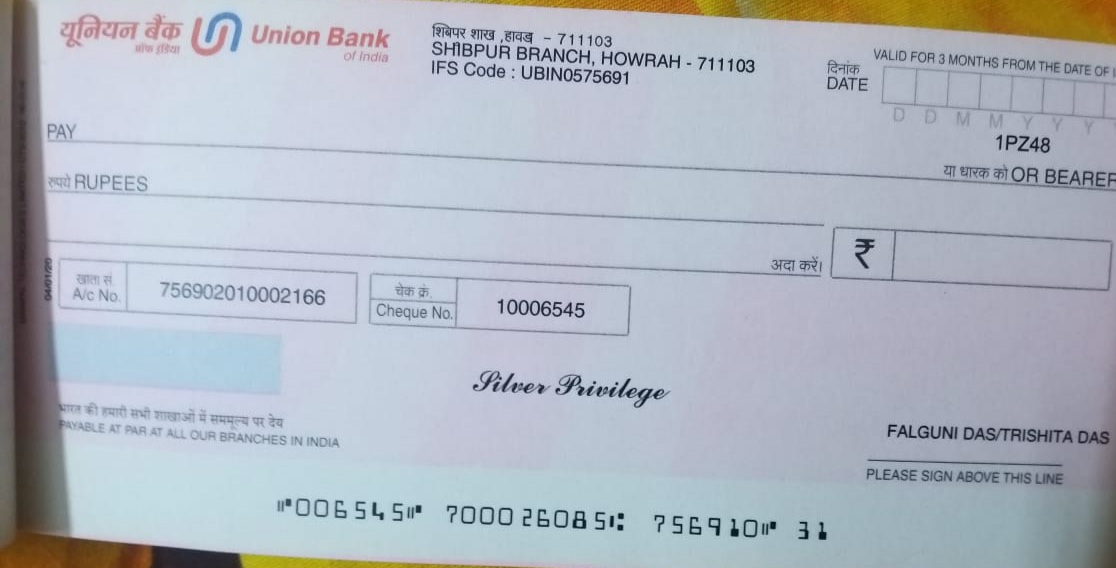 यूनियन बैंक
ऑफ इंडिया
Union Bank
of India
शिबपर शाख ,हावड़ा - 711103
SHIBPUR BRANCH, HOWRAH - 711103
IFS Code : UBIN0575691
VALID FOR 3 MONTHS FROM THE DATE OF
दिनांक
DATE
D D M M Y Y Y
1PZ48
PAY
या धारक को OR BEARER
रुपये RUPEES
अदा करें।
₹
04/01/20
खाता सं.
A/c No.
756902010002166
चेक क्रं.
Cheque No.
10006545
Silver Privilege
भारत की हमारी सभी शाखाओं में सममूल्य पर देय
PAYABLE AT PAR AT ALL OUR BRANCHES IN INDIA
FALGUNI DAS/TRISHITA DAS
PLEASE SIGN ABOVE THIS LINE
⑈006545⑈ 700026085⑆ 756910⑈ 31